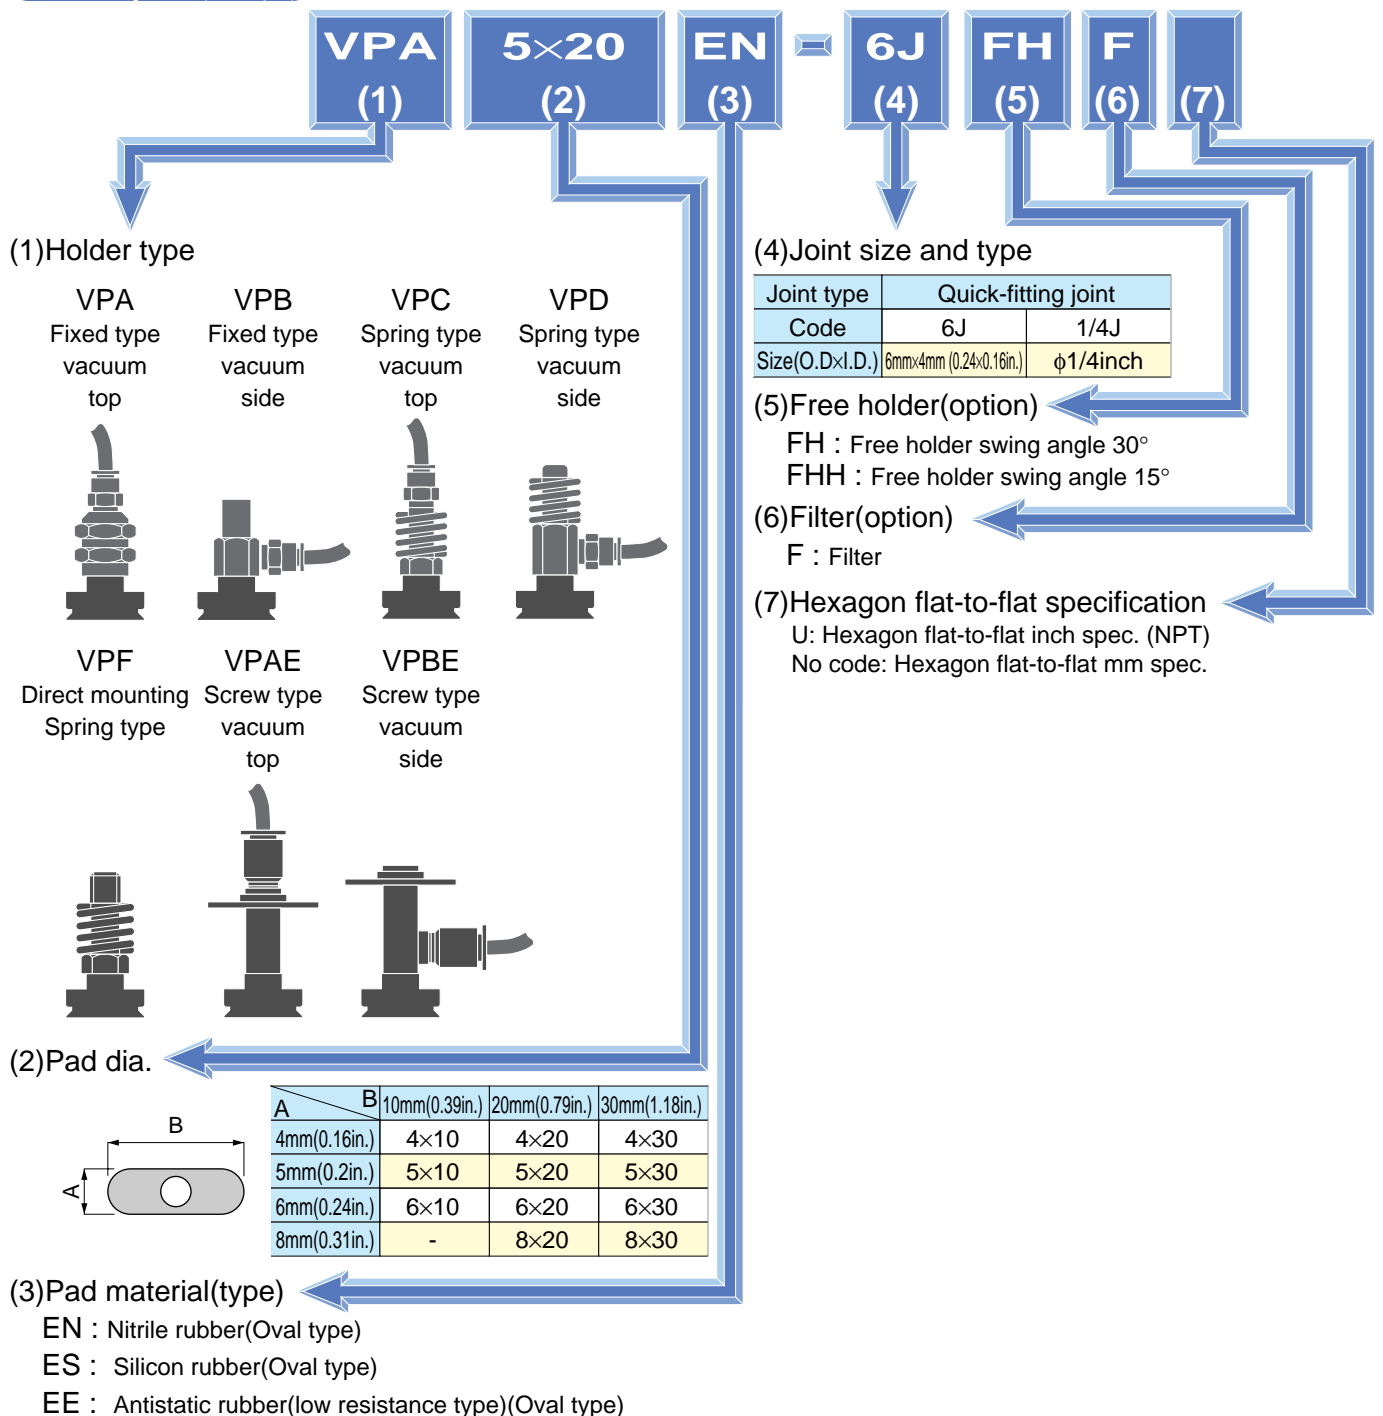 VPA 5×20 EN - 6J FH F
(1) (2) (3) (4) (5) (6) (7)
(1)Holder type
VPA
Fixed type
vacuum
top
VPB
Fixed type
vacuum
side
VPC
Spring type
vacuum
top
VPD
Spring type
vacuum
side
VPF
Direct mounting
Spring type
VPAE
Screw type
vacuum
top
VPBE
Screw type
vacuum
side
(2)Pad dia.
B
A
A B 10mm(0.39in.) 20mm(0.79in.) 30mm(1.18in.)
4mm(0.16in.) 4×10 4×20 4×30
5mm(0.2in.) 5×10 5×20 5×30
6mm(0.24in.) 6×10 6×20 6×30
8mm(0.31in.) - 8×20 8×30
(3)Pad material(type)
EN : Nitrile rubber(Oval type)
ES : Silicon rubber(Oval type)
EE : Antistatic rubber(low resistance type)(Oval type)
(4)Joint size and type
Joint type Quick-fitting joint
Code 6J 1/4J
Size(O.D×I.D.) 6mm×4mm (0.24×0.16in.) φ1/4inch
(5)Free holder(option)
FH : Free holder swing angle 30°
FHH : Free holder swing angle 15°
(6)Filter(option)
F : Filter
(7)Hexagon flat-to-flat specification
U: Hexagon flat-to-flat inch spec. (NPT)
No code: Hexagon flat-to-flat mm spec.